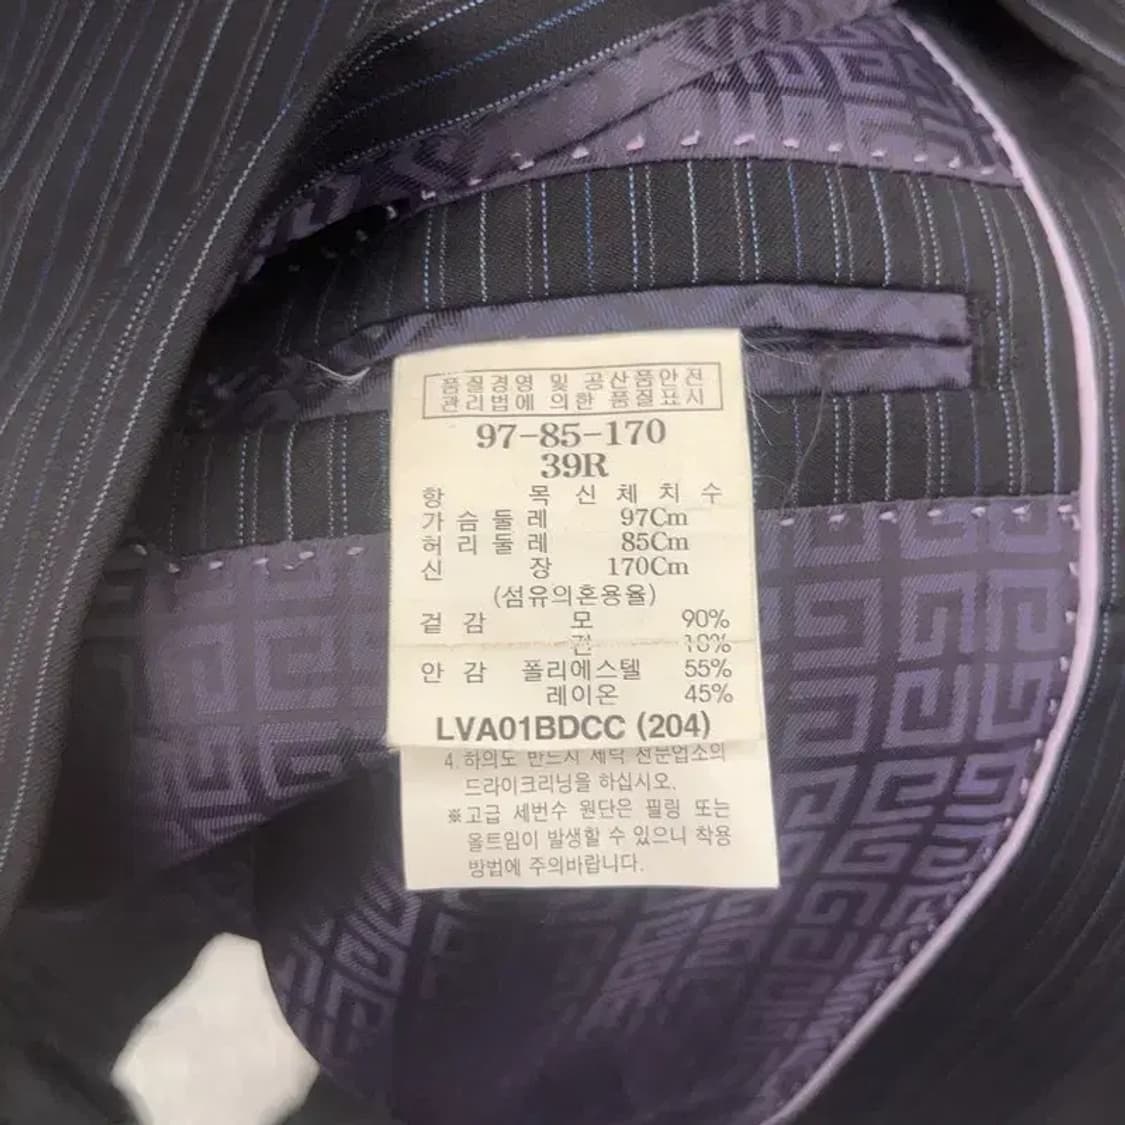 품질경영 및 공산품안전
관리법에 의한 품질표시
97-85-170
39R
항 목 신 체 치 수
가 슴 둘 레 97Cm
허 리 둘 레 85Cm
신 장 170Cm
(섬유의혼용율)
겉 감 모 90%
견 10%
안 감 폴리에스텔 55%
레이온 45%
LVA01BDCC (204)
4. 하의도 반드시 세탁 전문업소의
드라이크리닝을 하십시오.
※고급 세번수 원단은 필링 또는
올트임이 발생할 수 있으니 착용
방법에 주의바랍니다.